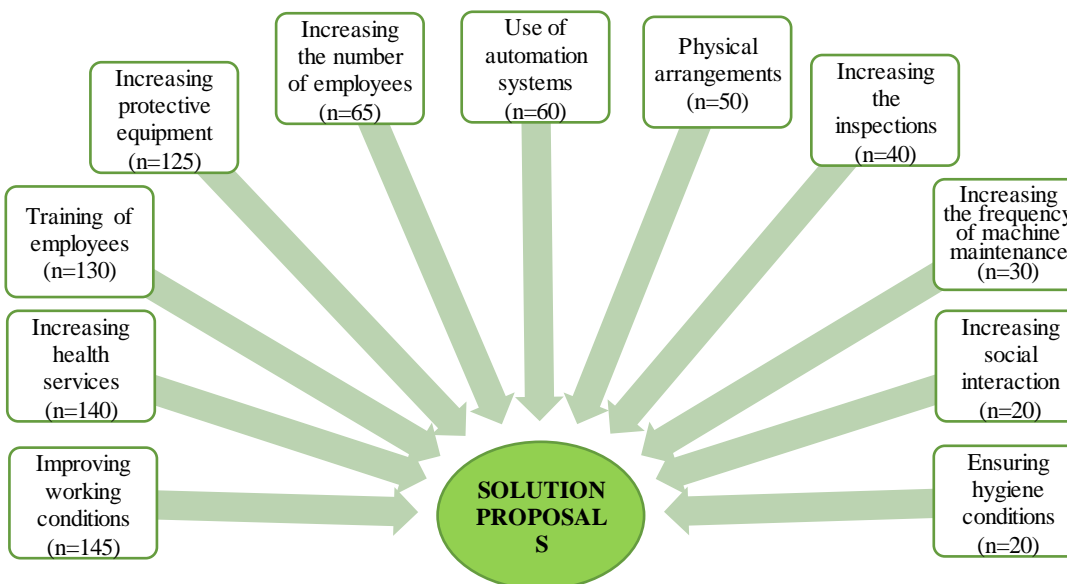 Improving
working
conditions
(n=145)
Increasing
health
services
(n=140)
Training of
employees
(n=130)
Increasing
protective
equipment
(n=125)
Increasing
the number
of employees
(n=65)
Use of
automation
systems
(n=60)
Physical
arrangements
(n=50)
Increasing
the
inspections
(n=40)
Increasing
the frequency
of machine
maintenance
(n=30)
Increasing
social
interaction
(n=20)
Ensuring
hygiene
conditions
(n=20)
SOLUTION
PROPOSAL
S